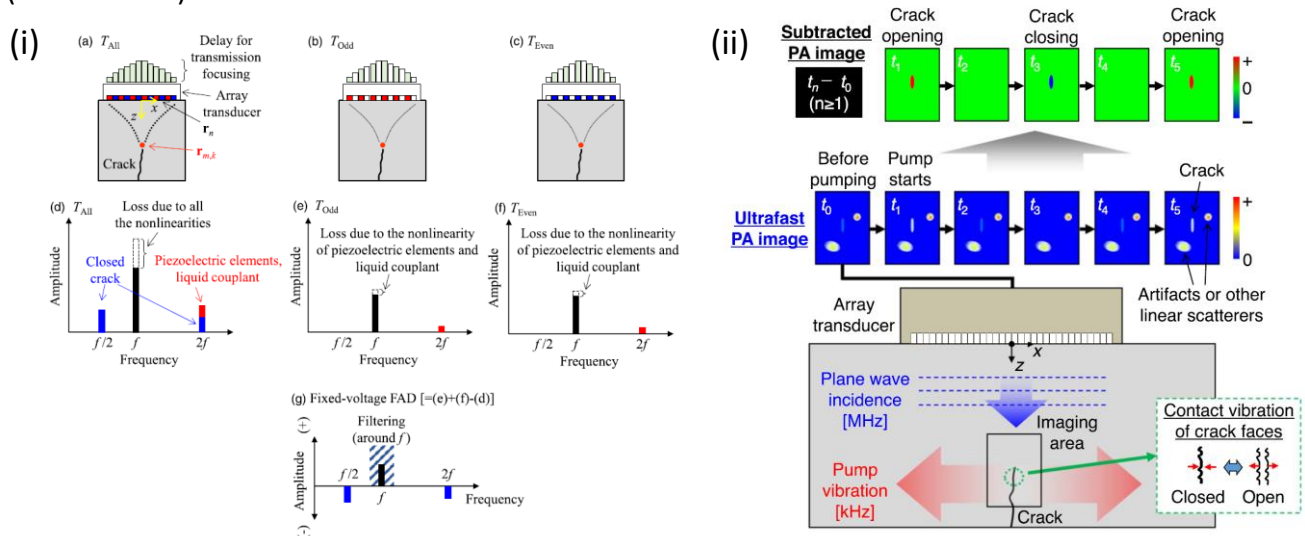 (i)
(a) T_All
Delay for
transmission
focusing
Array
transducer
x
z
r_n
r_m,k
Crack
(b) T_Odd
(c) T_Even
(d) T_All
Loss due to all
the nonlinearities
Closed
crack
Piezoelectric elements,
liquid couplant
Amplitude
f/2
f
2f
Frequency
(e) T_Odd
Loss due to the nonlinearity
of piezoelectric elements and
liquid couplant
Amplitude
f/2
f
2f
Frequency
(f) T_Even
Loss due to the nonlinearity
of piezoelectric elements and
liquid couplant
Amplitude
f/2
f
2f
Frequency
(g) Fixed-voltage FAD [=(e)+(f)-(d)]
Filtering
(around f)
(+)
Amplitude
(-)
f/2
f
2f
Frequency
(ii)
Subtracted
PA image
t_n − t_0
(n≥1)
Crack
opening
Crack
closing
Crack
opening
t_1
t_2
t_3
t_4
t_5
+
0
−
Before
pumping
Pump
starts
Crack
Ultrafast
PA image
t_0
t_1
t_2
t_3
t_4
t_5
+
0
Artifacts or other
linear scatterers
Array
transducer
x
z
Plane wave
incidence
[MHz]
Imaging
area
Pump
vibration
[kHz]
Crack
Contact vibration
of crack faces
Closed
Open